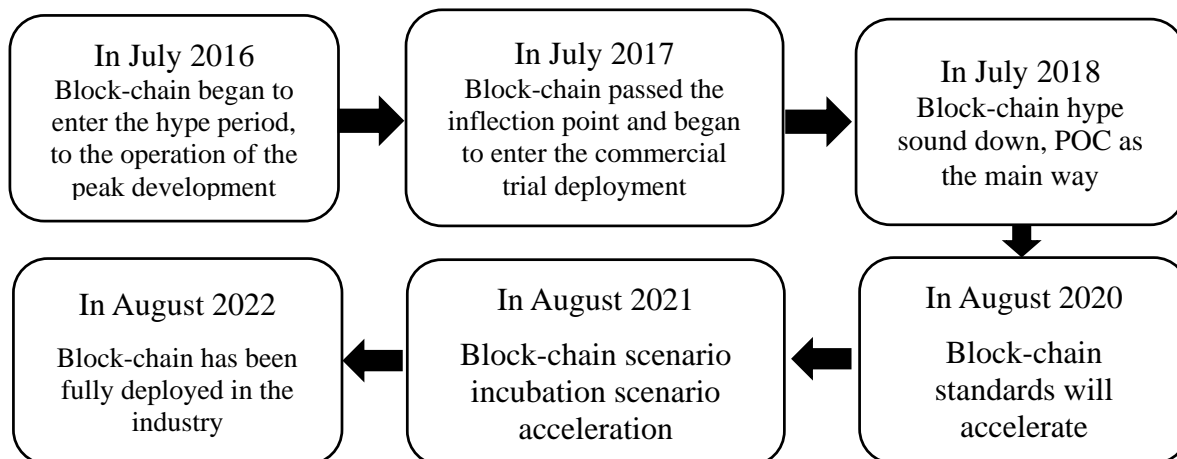 In July 2016
Block-chain began to
enter the hype period,
to the operation of the
peak development
In July 2017
Block-chain passed the
inflection point and began
to enter the commercial
trial deployment
In July 2018
Block-chain hype
sound down, POC as
the main way
In August 2020
Block-chain
standards will
accelerate
In August 2021
Block-chain scenario
incubation scenario
acceleration
In August 2022
Block-chain has been
fully deployed in the
industry